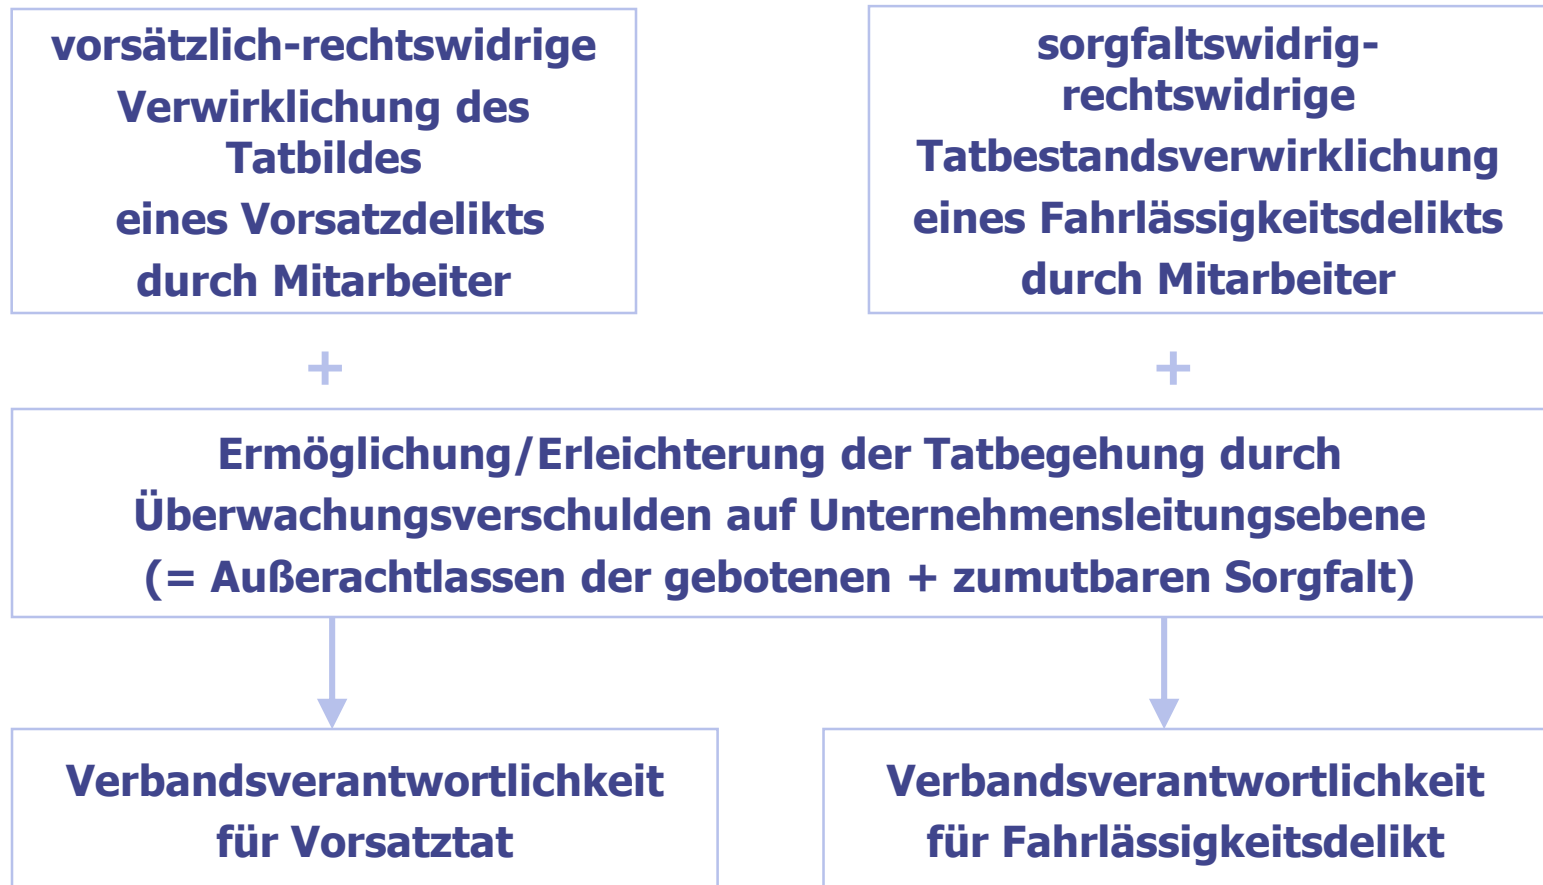 vorsätzlich-rechtswidrige
Verwirklichung des
Tatbildes
eines Vorsatzdelikts
durch Mitarbeiter
sorgfaltswidrig-
rechtswidrige
Tatbestandsverwirklichung
eines Fahrlässigkeitsdelikts
durch Mitarbeiter
+
+
Ermöglichung/Erleichterung der Tatbegehung durch
Überwachungsverschulden auf Unternehmensleitungsebene
(= Außerachtlassen der gebotenen + zumutbaren Sorgfalt)
Verbandsverantwortlichkeit
für Vorsatztat
Verbandsverantwortlichkeit
für Fahrlässigkeitsdelikt